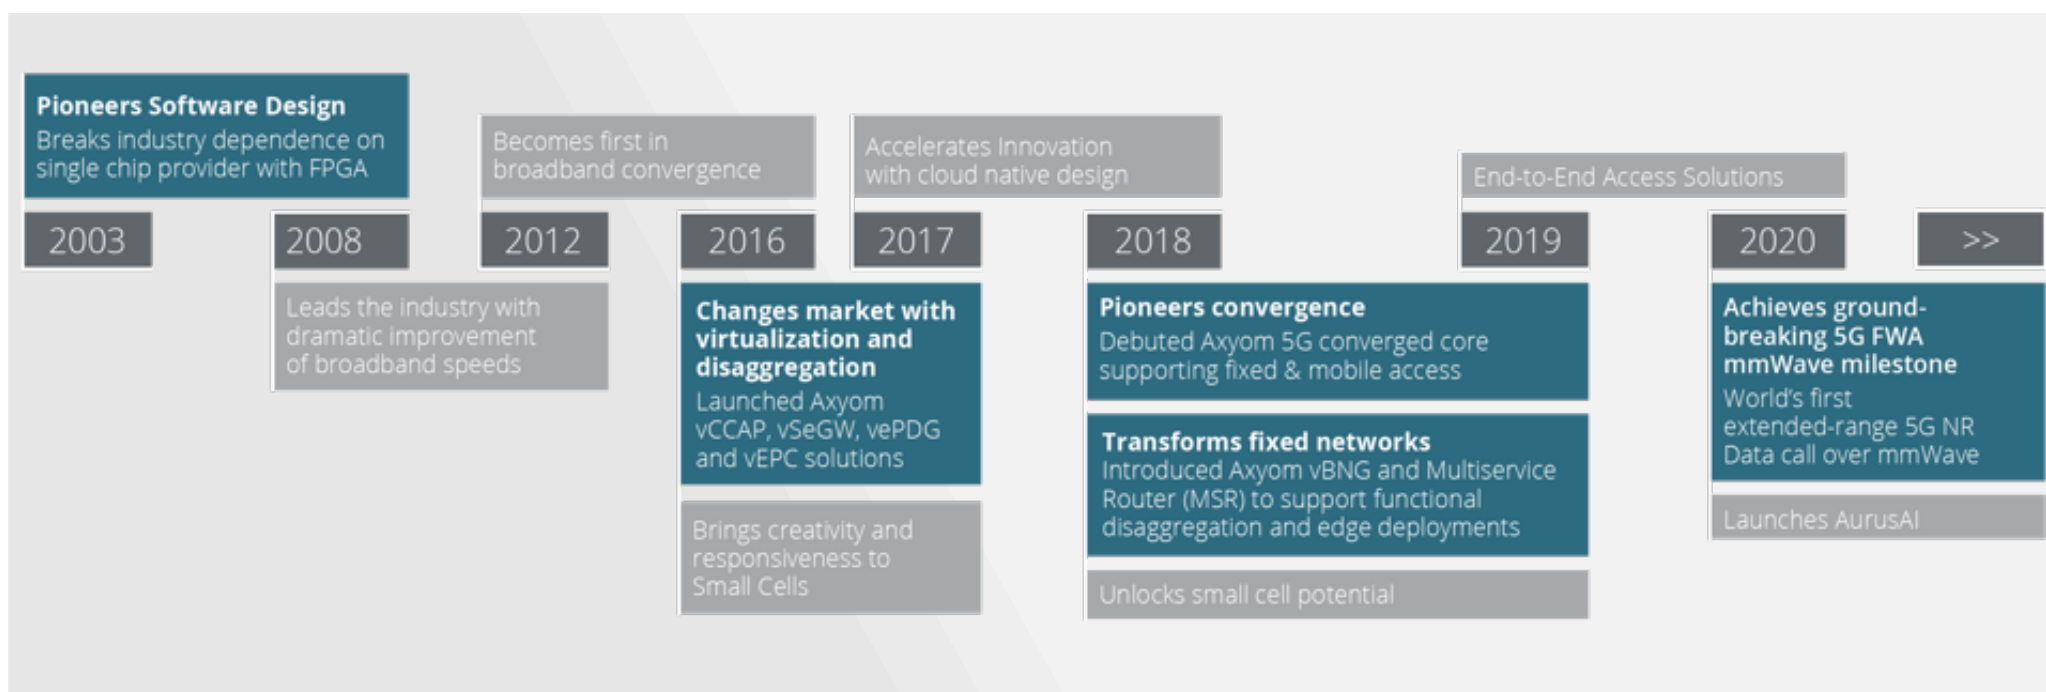 Pioneers Software Design
Breaks industry dependence on
single chip provider with FPGA
2003
2008
Leads the industry with
dramatic improvement
of broadband speeds
Becomes first in
broadband convergence
2012
2016
Changes market with
virtualization and
disaggregation
Launched Axyom
vCCAP, vSeGW, vePDG
and vEPC solutions
Brings creativity and
responsiveness to
Small Cells
Accelerates Innovation
with cloud native design
2017
2018
Pioneers convergence
Debuted Axyom 5G converged core
supporting fixed & mobile access
Transforms fixed networks
Introduced Axyom vBNG and Multiservice
Router (MSR) to support functional
disaggregation and edge deployments
Unlocks small cell potential
End-to-End Access Solutions
2019
2020
Achieves ground-
breaking 5G FWA
mmWave milestone
World's first
extended-range 5G NR
Data call over mmWave
Launches AurusAI
>>